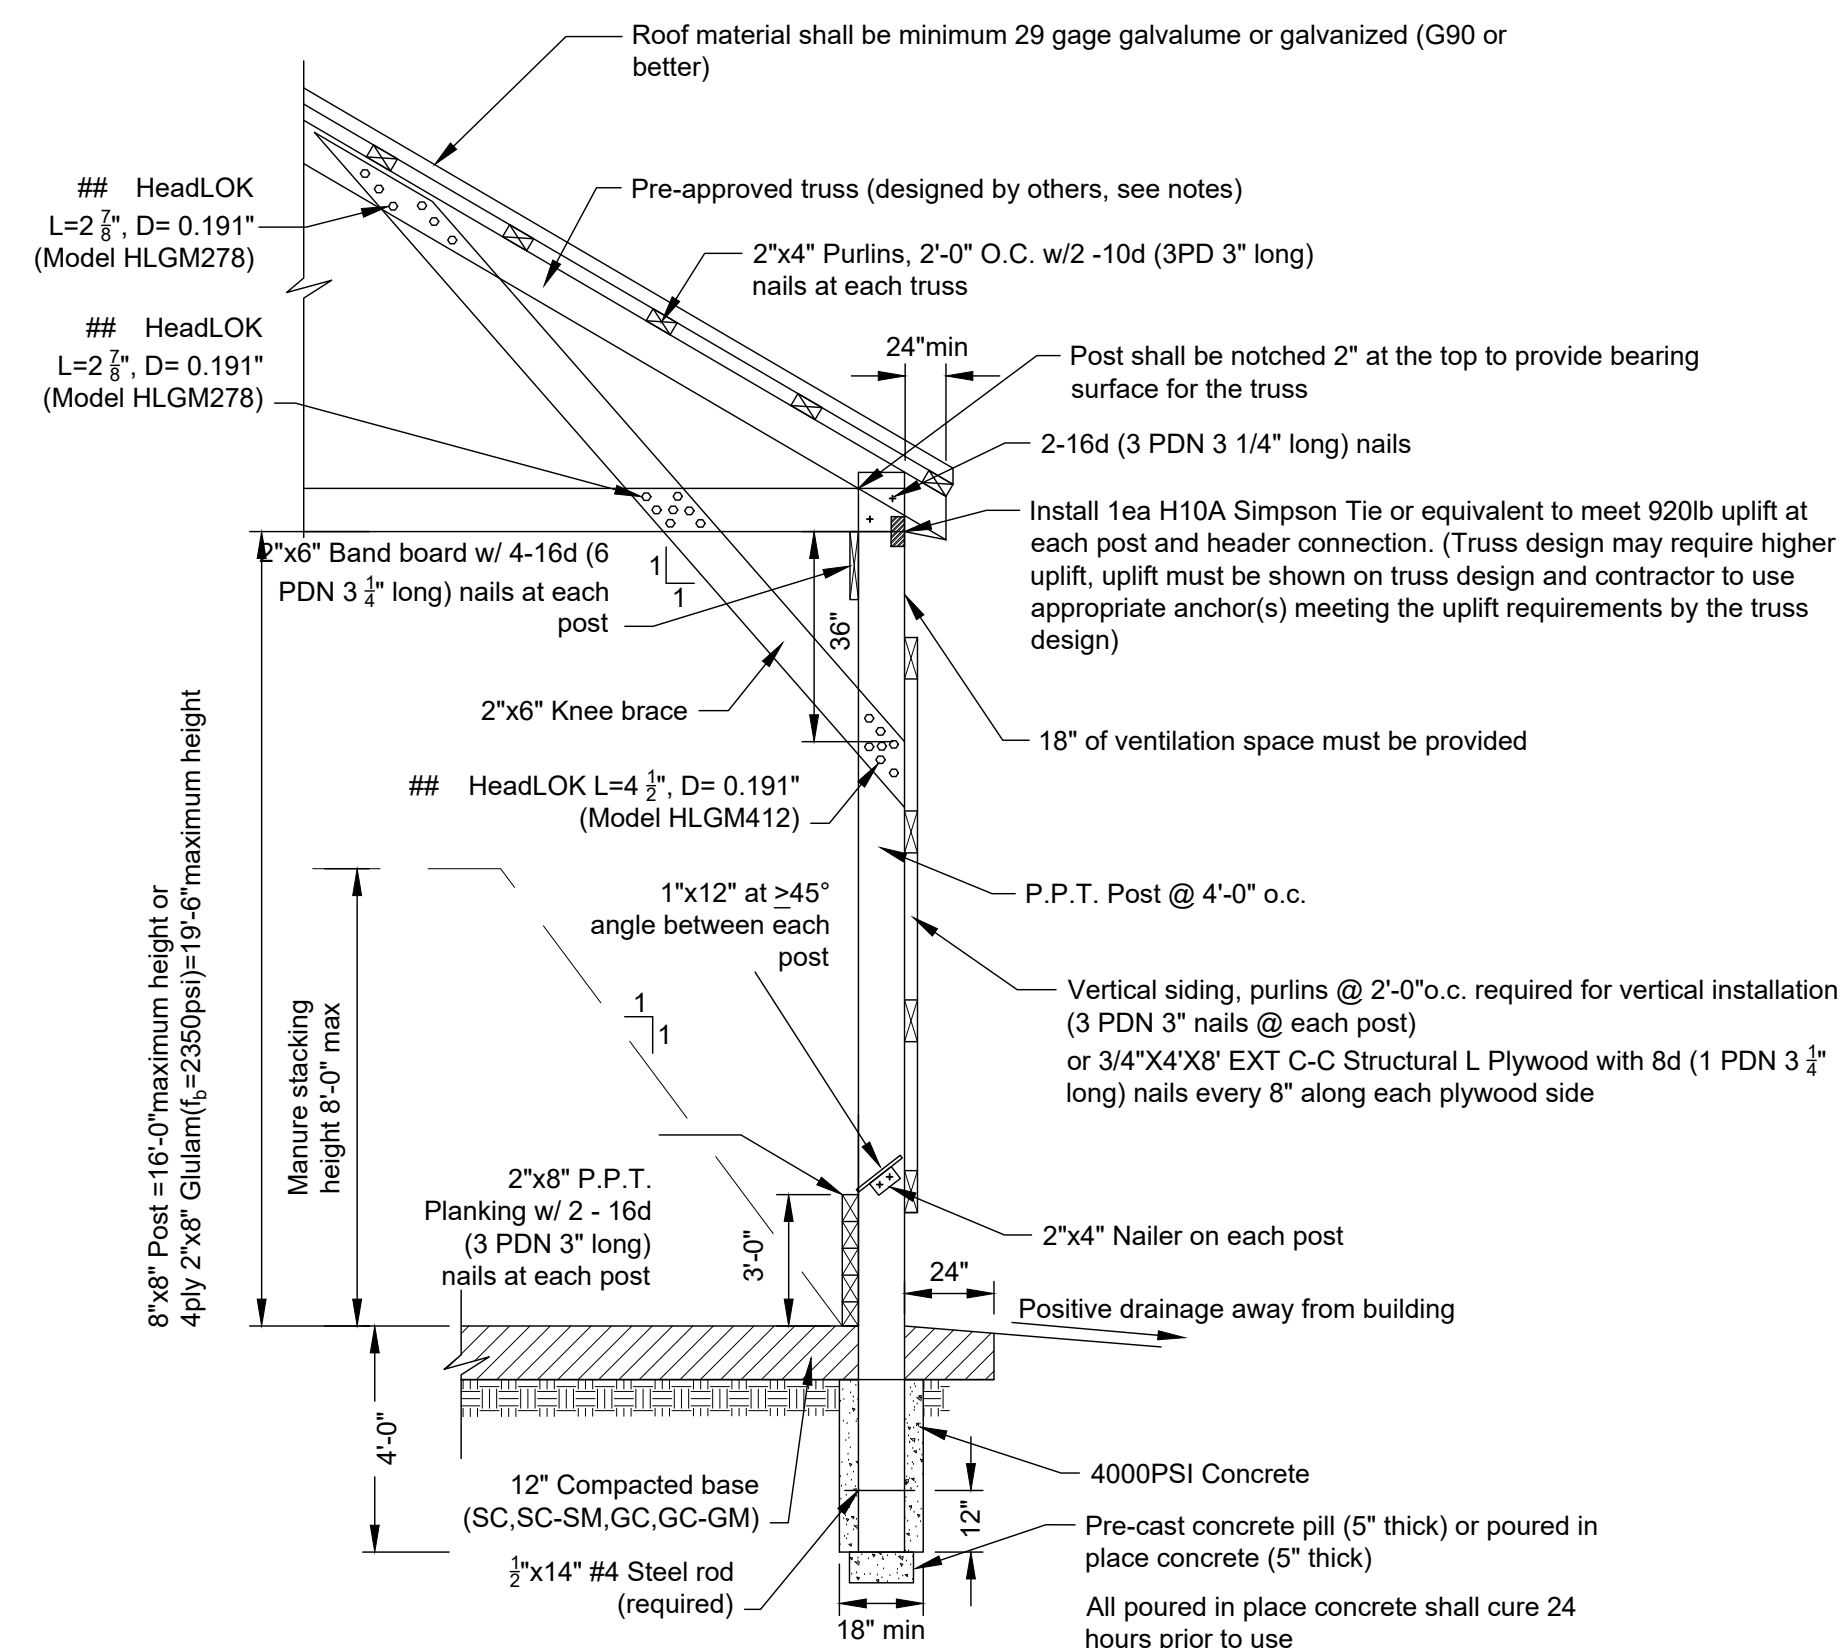 Roof material shall be minimum 29 gage galvalume or galvanized (G90 or
better)
## HeadLOK
L=2 7/8", D= 0.191"
(Model HLGM278)
Pre-approved truss (designed by others, see notes)
2"x4" Purlins, 2'-0" O.C. w/2 -10d (3PD 3" long)
nails at each truss
## HeadLOK
L=2 7/8", D= 0.191"
(Model HLGM278)
24"min
Post shall be notched 2" at the top to provide bearing
surface for the truss
2-16d (3 PDN 3 1/4" long) nails
Install 1ea H10A Simpson Tie or equivalent to meet 920lb uplift at
each post and header connection. (Truss design may require higher
uplift, uplift must be shown on truss design and contractor to use
appropriate anchor(s) meeting the uplift requirements by the truss
design)
2"x6" Band board w/ 4-16d (6
PDN 3 1/4" long) nails at each
post
1
1
36"
2"x6" Knee brace
18" of ventilation space must be provided
## HeadLOK L=4 1/2", D= 0.191"
(Model HLGM412)
8"x8" Post =16'-0"maximum height or
4ply 2"x8" Glulam(fb=2350psi)=19'-6"maximum height
Manure stacking
height 8'-0" max
1"x12" at ≥45°
angle between each
post
P.P.T. Post @ 4'-0" o.c.
Vertical siding, purlins @ 2'-0"o.c. required for vertical installation
(3 PDN 3" nails @ each post)
or 3/4"X4'X8' EXT C-C Structural L Plywood with 8d (1 PDN 3 1/4"
long) nails every 8" along each plywood side
1
1
2"x8" P.P.T.
Planking w/ 2 - 16d
(3 PDN 3" long)
nails at each post
3'-0"
2"x4" Nailer on each post
24"
Positive drainage away from building
4'-0"
12" Compacted base
(SC,SC-SM,GC,GC-GM)
1/2"x14" #4 Steel rod
(required)
4000PSI Concrete
12"
Pre-cast concrete pill (5" thick) or poured in
place concrete (5" thick)
18" min
All poured in place concrete shall cure 24
hours prior to use